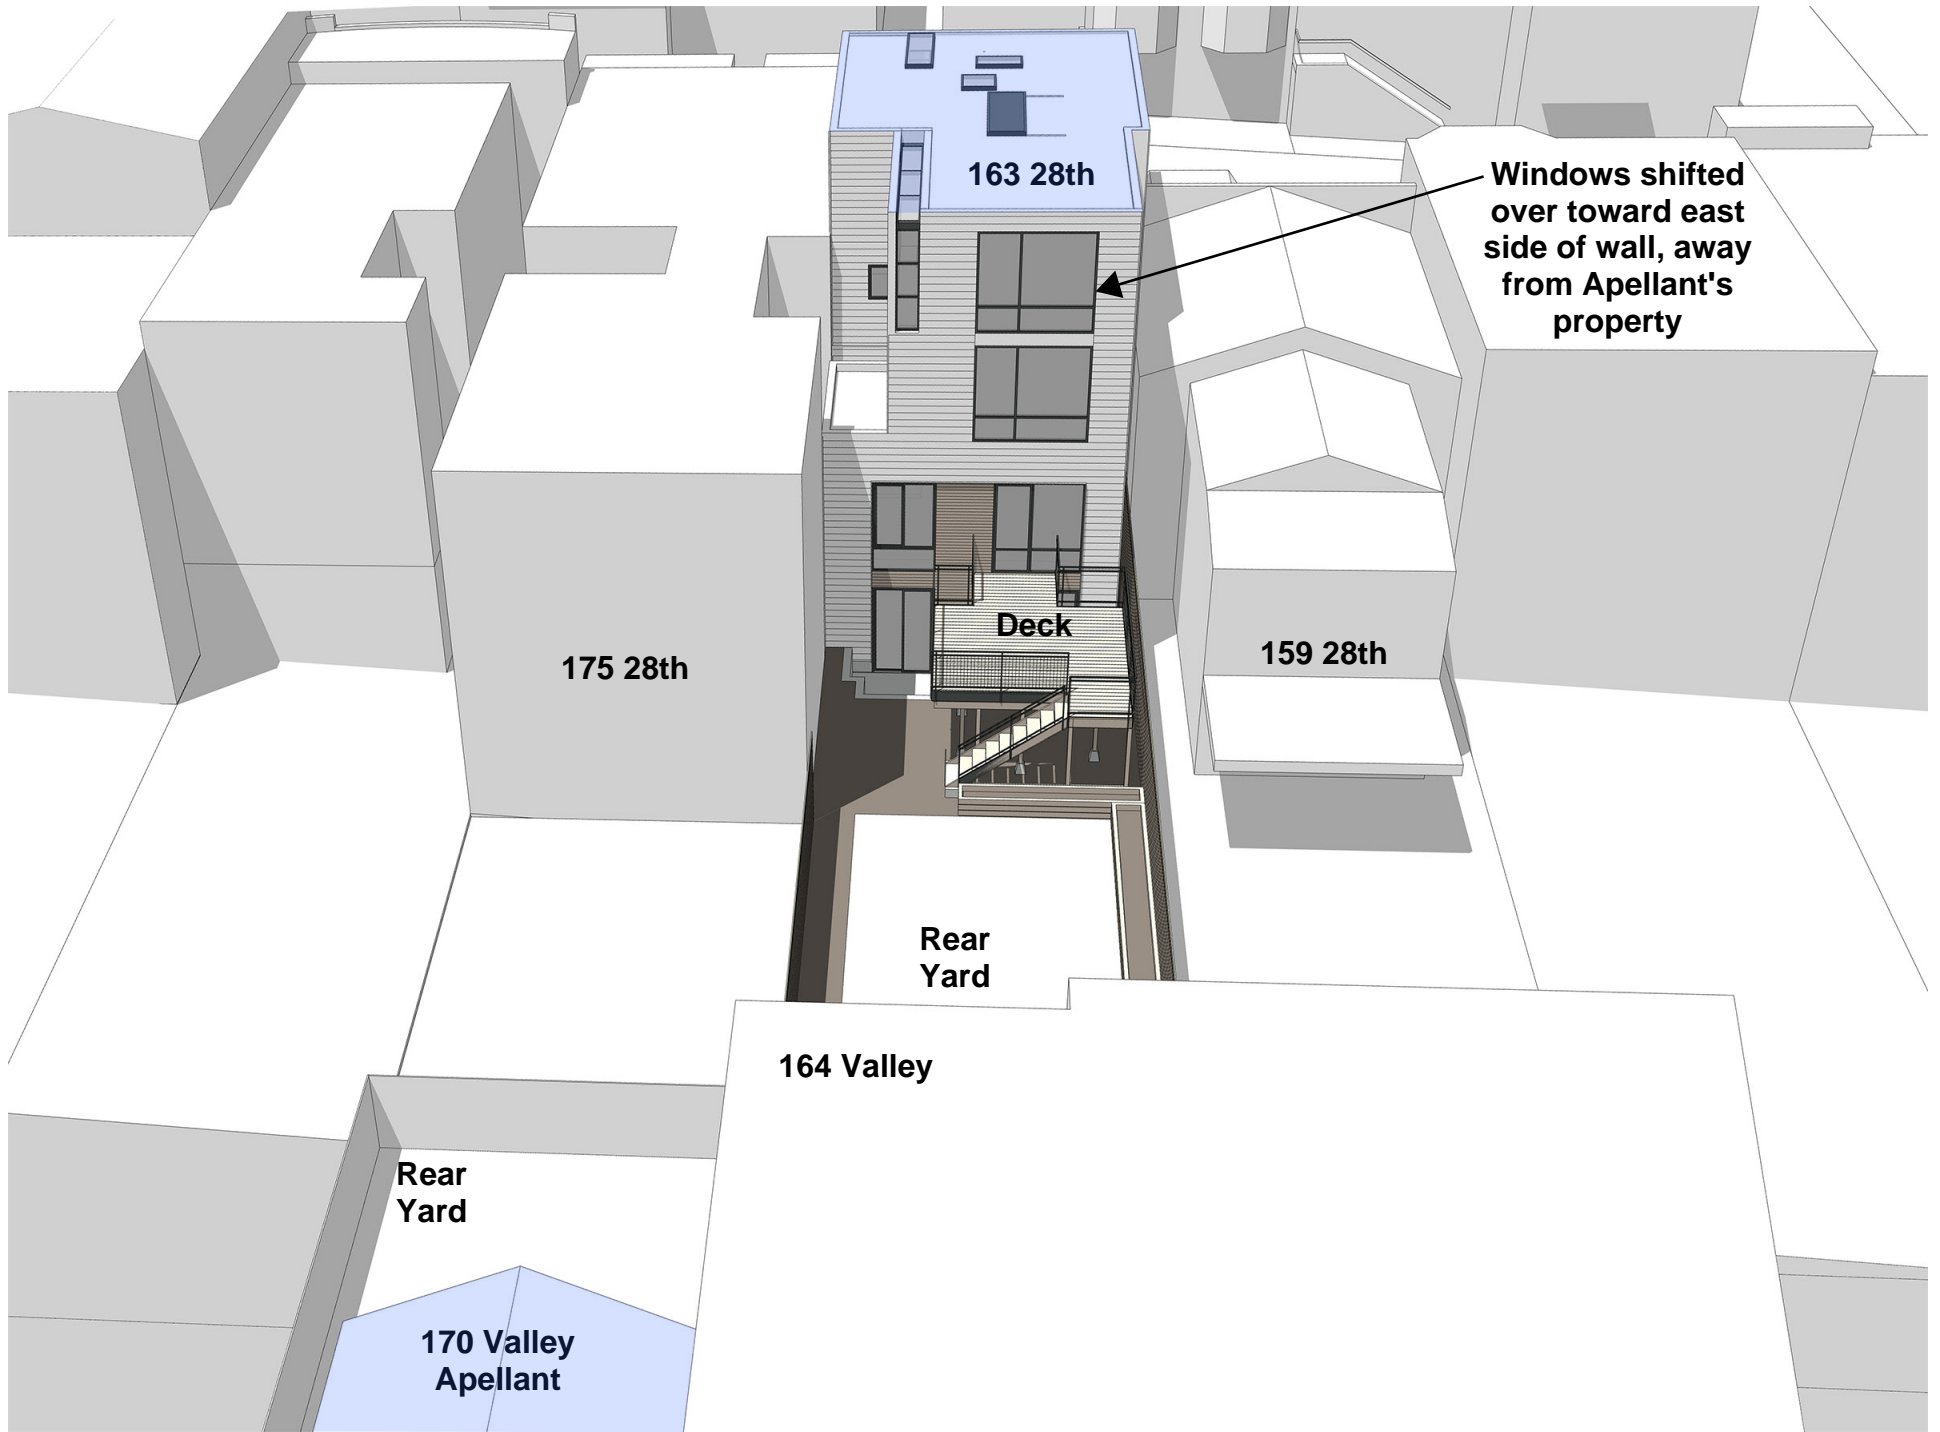 163 28th
Windows shifted
over toward east
side of wall, away
from Apellant's
property
Deck
175 28th
159 28th
Rear
Yard
164 Valley
Rear
Yard
170 Valley
Apellant